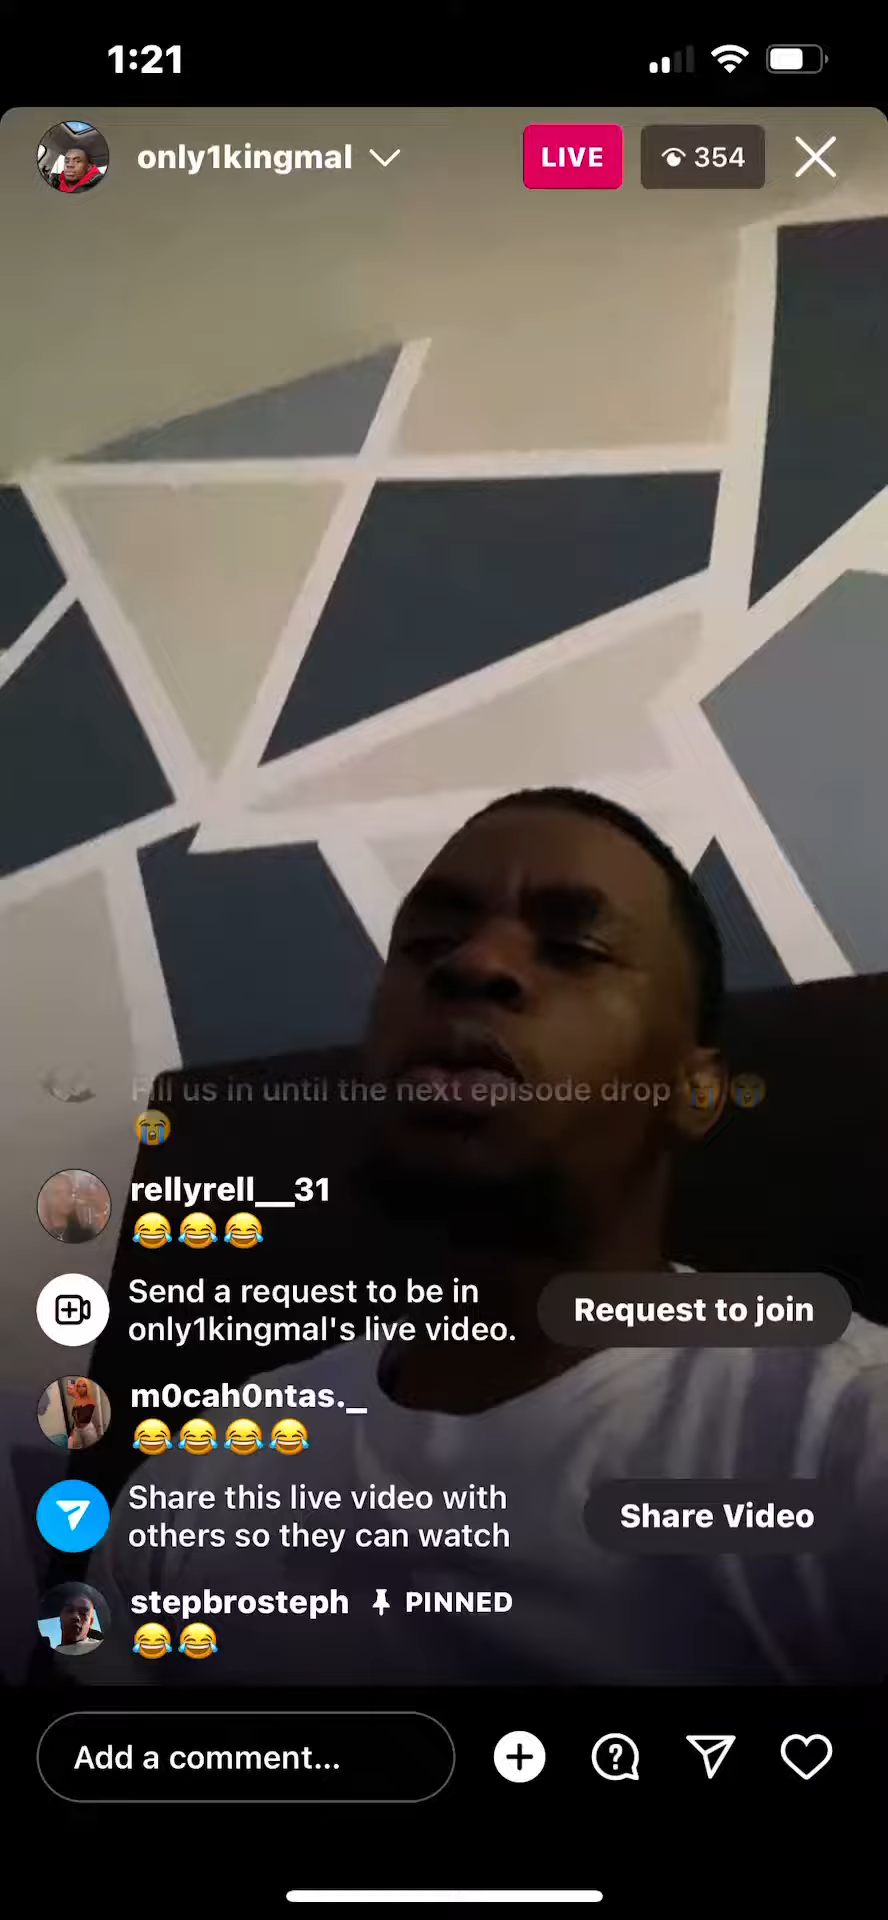 1:21
only1kingmal
LIVE
354
Fill us in until the next episode drop 😭😭
😭
rellyrell__31
😂😂😂
Send a request to be in
only1kingmal's live video.
Request to join
m0cah0ntas._
😂😂😂😂
Share this live video with
others so they can watch
Share Video
stepbrosteph PINNED
😂😂
Add a comment...